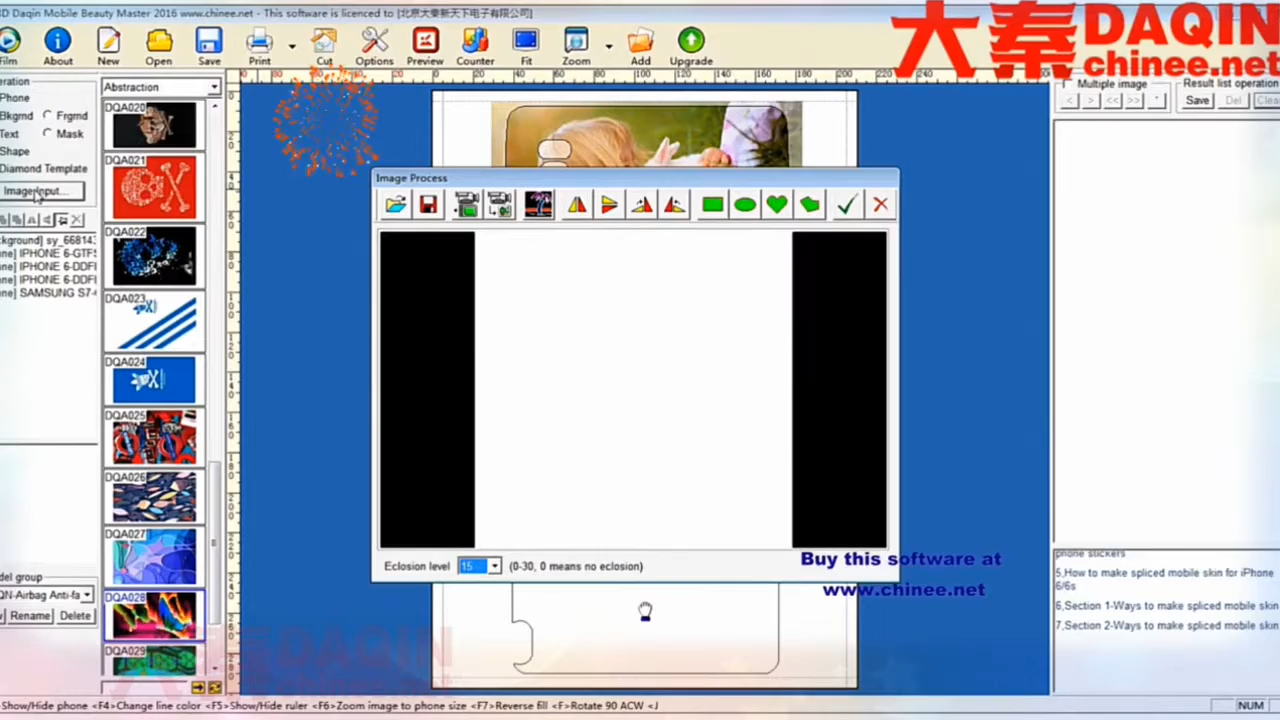 3D Daqin Mobile Beauty Master 2016 www.chinee.net - This software is licenced to [北京大秦新天下电子有限公司]
大秦 DAQIN
chinee.net
Film About New Open Save Print Cut Options Preview Counter Fit Zoom Add Upgrade
eration
Phone
Bkgrnd Frgrnd
Text Mask
Shape
Diamond Template
Image Input...
ckground] sy_66814
ne] IPHONE 6-GTF
ne] IPHONE 6-DDFI
ne] IPHONE 6-DDFI
ne] SAMSUNG S7-
del group
QN-Airbag Anti-fa
Rename Delete
Abstraction
DQA020
DQA021
DQA022
DQA023
DQA024
DQA025
DQA026
DQA027
DQA028
DQA029
Image Process
Eclosion level 15 (0-30, 0 means no eclosion)
Buy this software at
www.chinee.net
Multiple image
< > << >> *
Result list operation
Save Del Clea
phone stickers
5,How to make spliced mobile skin for iPhone
6/6s
6,Section 1-Ways to make spliced mobile skin
7,Section 2-Ways to make spliced mobile skin
DAQIN
chinee.net
Show/Hide phone <F4>Change line color <F5>Show/Hide ruler <F6>Zoom image to phone size <F7>Reverse fill <F>Rotate 90 ACW <J
NUM